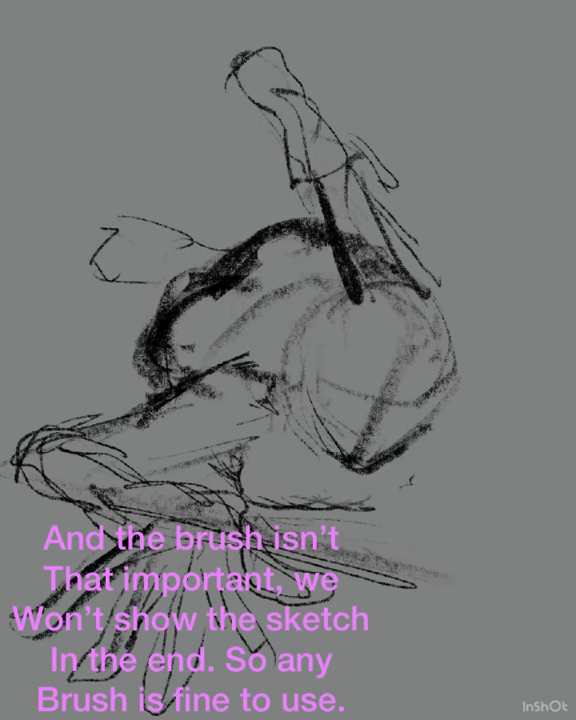 And the brush isn’t
That important, we
Won’t show the sketch
In the end. So any
Brush is fine to use.
InShOt